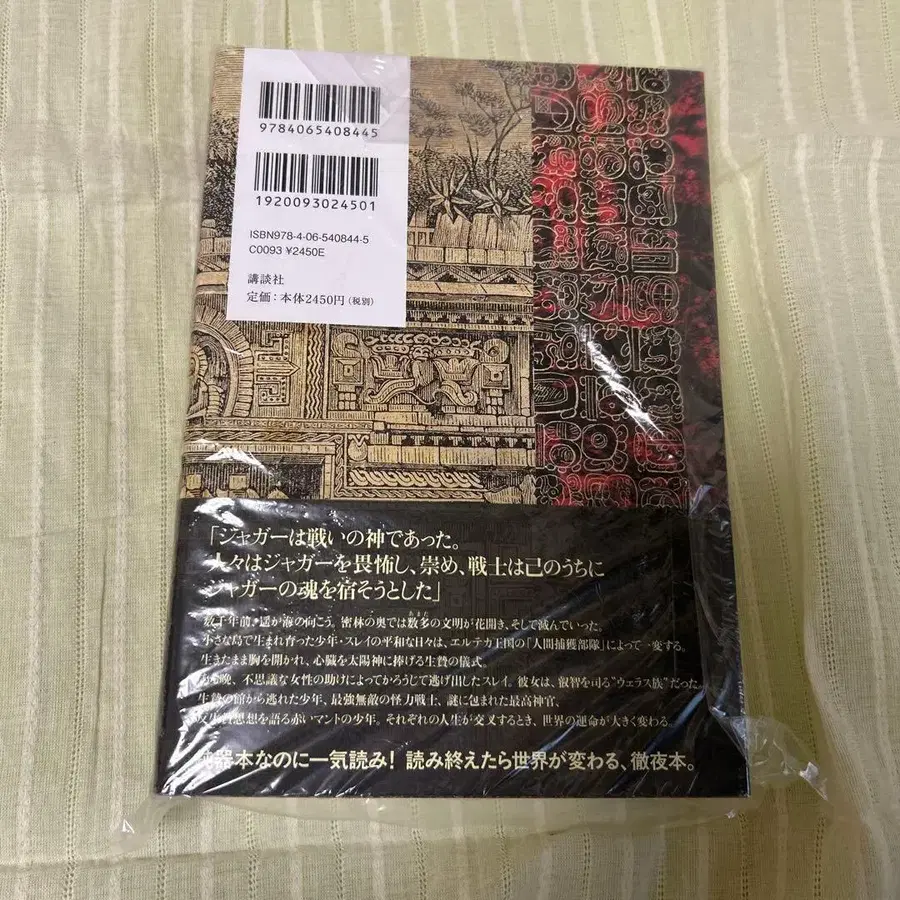 9784065408445
1920093024501
ISBN978-4-06-540844-5
C0093 ¥2450E
講談社
定価：本体2450円（税別）
「ジャガーは戦いの神であった。
人々はジャガーを畏怖し、崇め、戦士は己のうちに
ジャガーの魂を宿そうとした」
数千年前、遥か海の向こう。密林の奥では数多の文明が花開き、そして滅んでいった。
あまた
小さな島で生まれ育った少年・スレイの平和な日々は、エルテカ王国の「人間捕獲部隊」によって一変する。
生きたまま胸を開かれ、心臓を太陽神に捧げる生贄の儀式。
晩、不思議な女性の助けによってかろうじて逃げ出したスレイ。彼女は、叡智を司る“ウェラス族”だった。
生贄の館から逃れた少年、最強無敵の怪力戦士、謎に包まれた最高神官、
思想を語る赤いマントの少年。それぞれの人生が交叉するとき、世界の運命が大きく変わる。
器本なのに一気読み！ 読み終えたら世界が変わる、徹夜本。